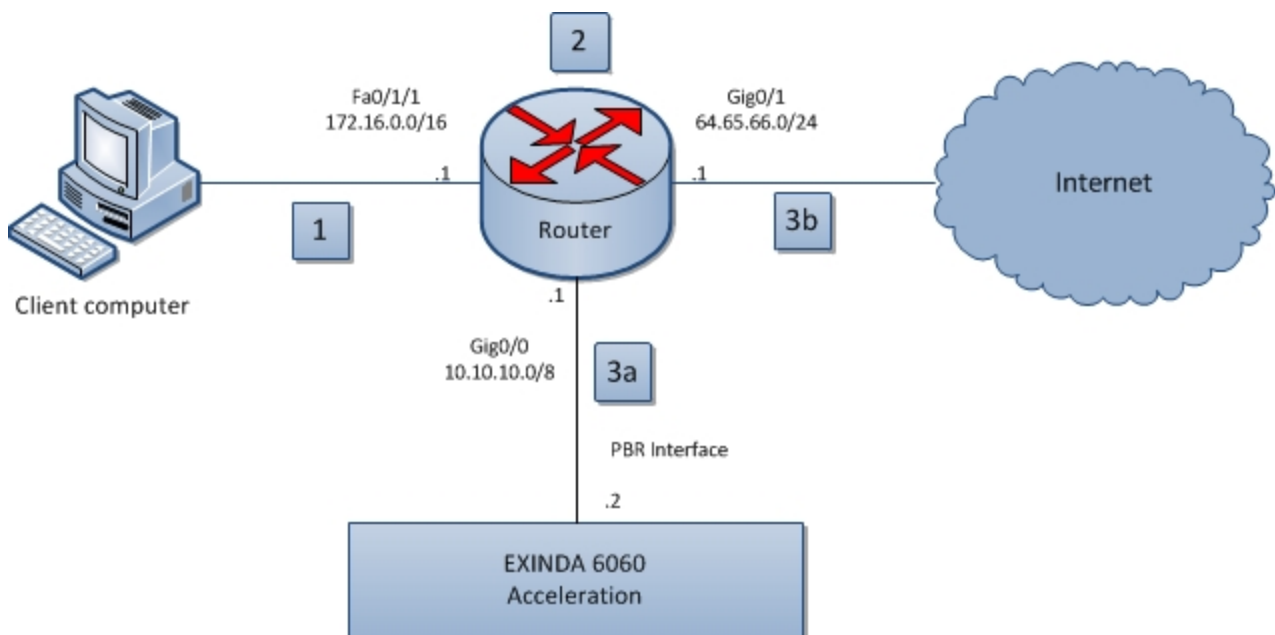 2
Fa0/1/1
172.16.0.0/16
Gig0/1
64.65.66.0/24
.1
.1
Internet
1
Router
3b
Client computer
.1
Gig0/0
10.10.10.0/8
3a
PBR Interface
.2
EXINDA 6060
Acceleration